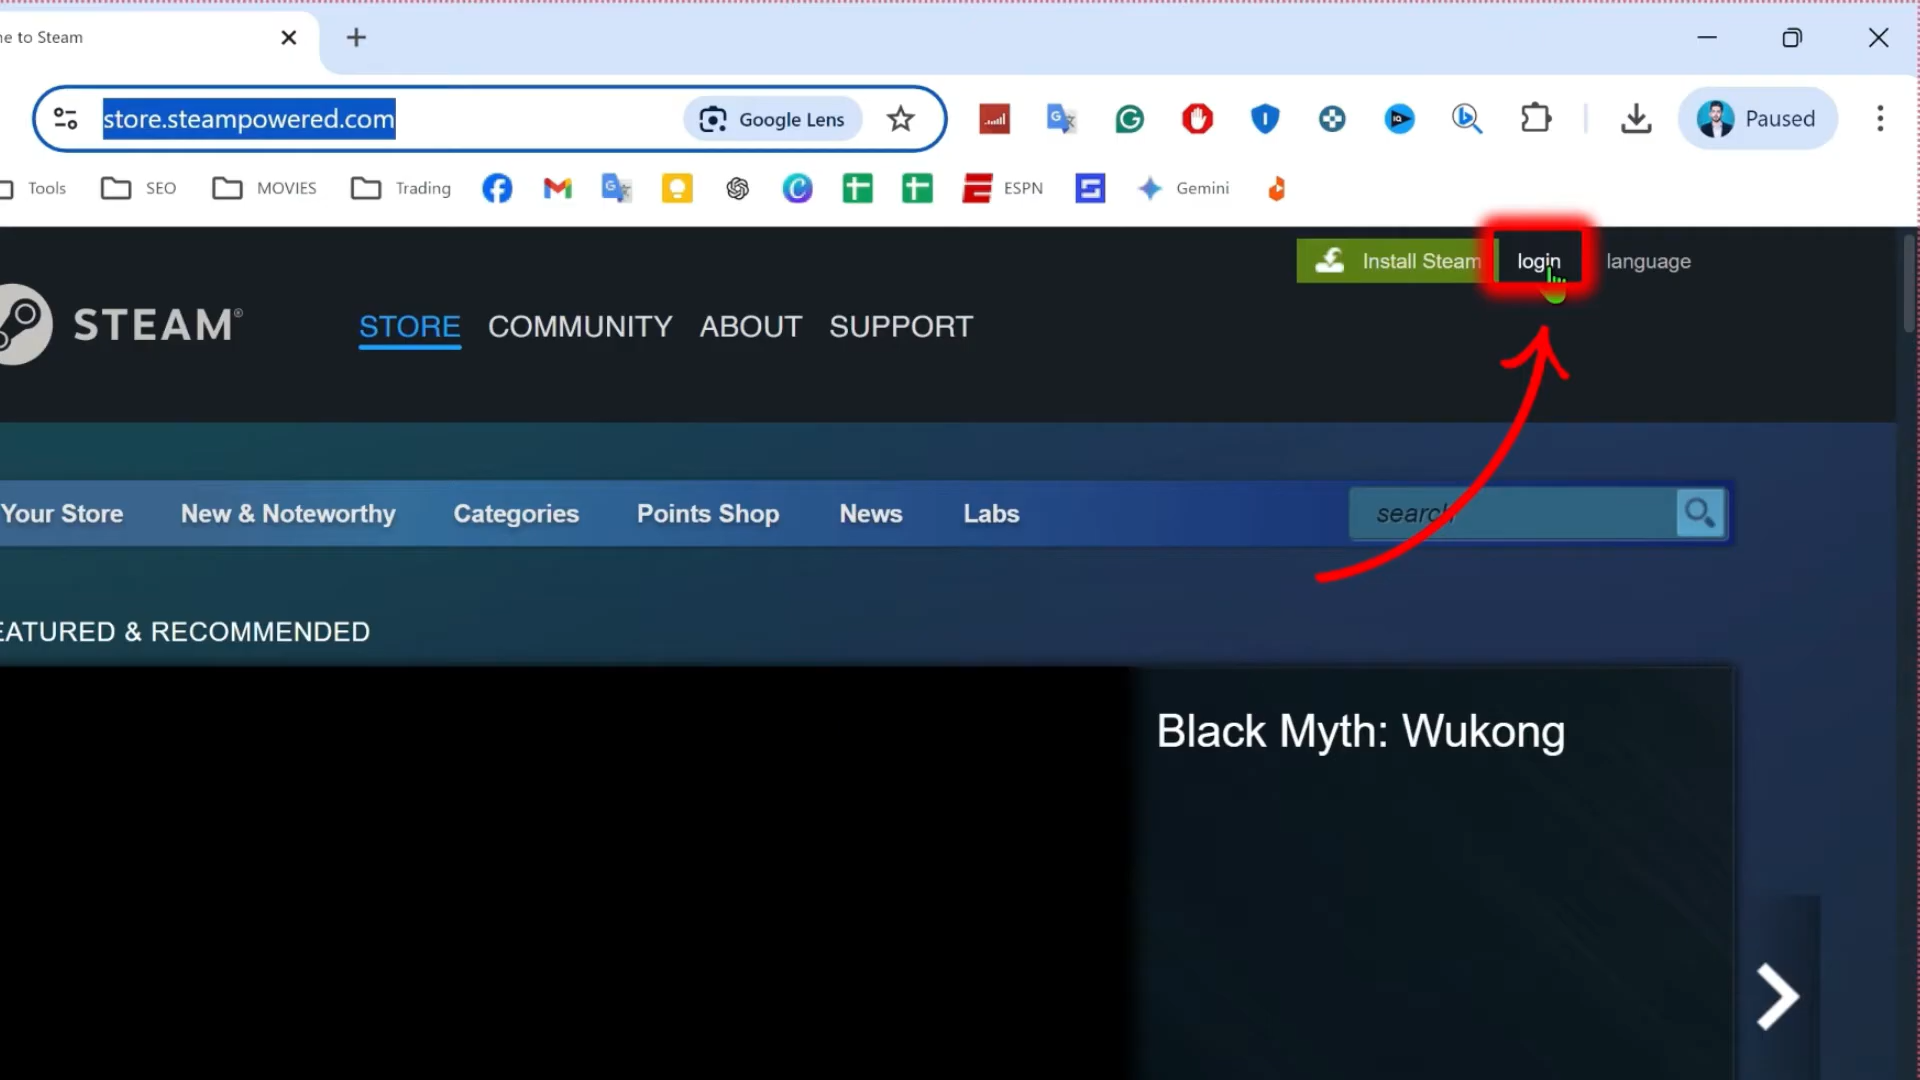 ne to Steam
store.steampowered.com
Google Lens
Paused
Tools
SEO
MOVIES
Trading
ESPN
Gemini
Install Steam
login
language
STEAM®
STORE
COMMUNITY
ABOUT
SUPPORT
Your Store
New & Noteworthy
Categories
Points Shop
News
Labs
search
EATURED & RECOMMENDED
Black Myth: Wukong